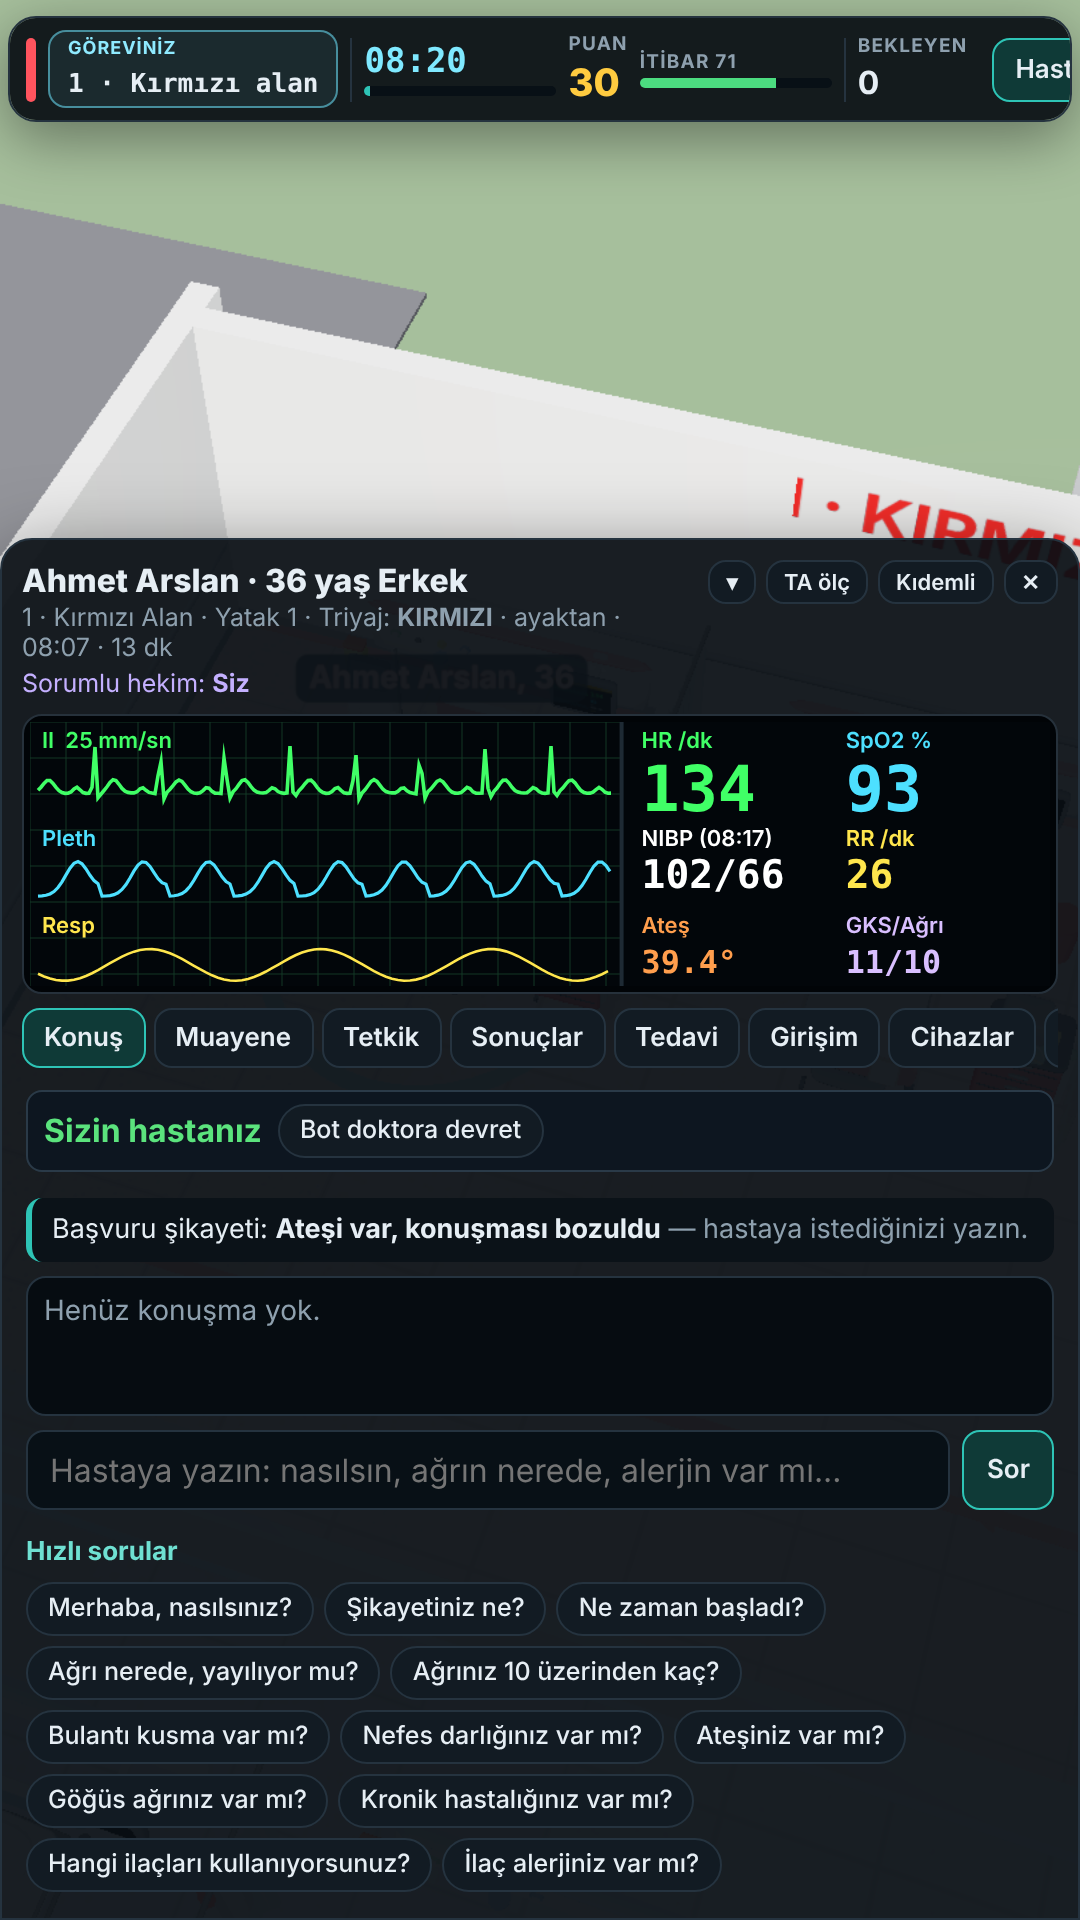 GÖREVİNİZ
1 · Kırmızı alan
08:20
PUAN
30
İTİBAR 71
BEKLEYEN
0
Hast
· KIRMIZ
Ahmet Arslan · 36 yaş Erkek
▼
TA ölç
Kıdemli
✕
1 · Kırmızı Alan · Yatak 1 · Triyaj: KIRMIZI · ayaktan ·
08:07 · 13 dk
Sorumlu hekim: Siz
Ahmet Arslan, 36
II 25 mm/sn
HR /dk
SpO2 %
134
93
Pleth
NIBP (08:17)
RR /dk
102/66
26
Resp
Ateş
GKS/Ağrı
39.4°
11/10
Konuş
Muayene
Tetkik
Sonuçlar
Tedavi
Girişim
Cihazlar
Sizin hastanız
Bot doktora devret
Başvuru şikayeti: Ateşi var, konuşması bozuldu — hastaya istediğinizi yazın.
Henüz konuşma yok.
Hastaya yazın: nasılsın, ağrın nerede, alerjin var mı...
Sor
Hızlı sorular
Merhaba, nasılsınız?
Şikayetiniz ne?
Ne zaman başladı?
Ağrı nerede, yayılıyor mu?
Ağrınız 10 üzerinden kaç?
Bulantı kusma var mı?
Nefes darlığınız var mı?
Ateşiniz var mı?
Göğüs ağrınız var mı?
Kronik hastalığınız var mı?
Hangi ilaçları kullanıyorsunuz?
İlaç alerjiniz var mı?